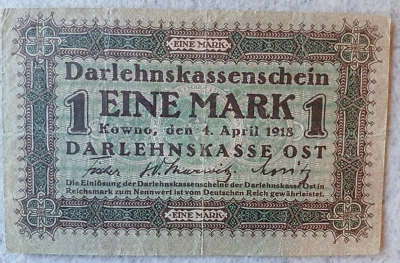 EINE MARK
Darlehnskassenschein
1 EINE MARK 1
Kowno, den 4. April 1918
DARLEHNSKASSE OST
Die Einlösung der Darlehnskassenscheine der Darlehnskasse Ost in
Reichsmark zum Nennwert ist vom Deutschen Reich gewährleistet.
EINE MARK